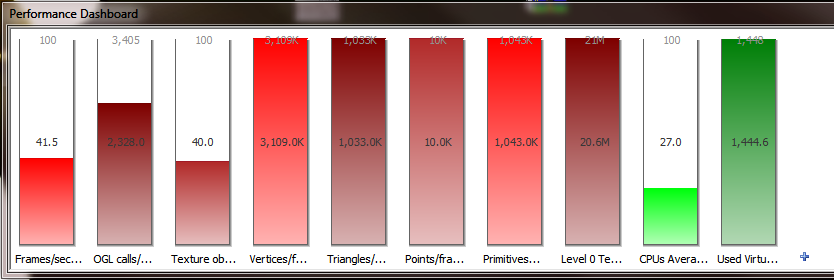 Performance Dashboard
100 3,405 100 3,109K 1,033K 10K 1,043K 21M 100 1,448
41.5 2,328.0 40.0 3,109.0K 1,033.0K 10.0K 1,043.0K 20.6M 27.0 1,444.6
Frames/sec... OGL calls/... Texture ob... Vertices/f... Triangles/... Points/fra... Primitives... Level 0 Te... CPUs Avera... Used Virtu...